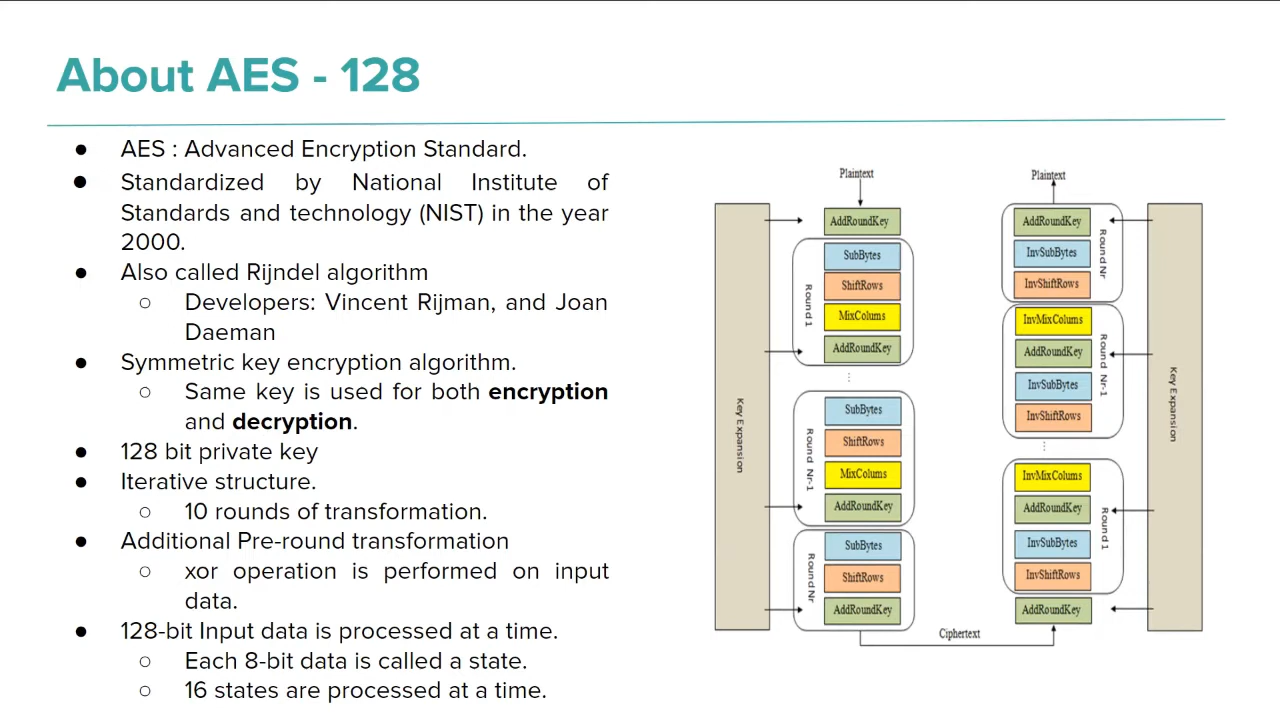 About AES - 128
● AES : Advanced Encryption Standard.
● Standardized by National Institute of
Standards and technology (NIST) in the year
2000.
● Also called Rijndel algorithm
○ Developers: Vincent Rijman, and Joan
Daeman
● Symmetric key encryption algorithm.
○ Same key is used for both encryption
and decryption.
● 128 bit private key
● Iterative structure.
○ 10 rounds of transformation.
● Additional Pre-round transformation
○ xor operation is performed on input
data.
● 128-bit Input data is processed at a time.
○ Each 8-bit data is called a state.
○ 16 states are processed at a time.
Key Expansion
Plaintext
AddRoundKey
Round 1
SubBytes
ShiftRows
MixColums
AddRoundKey
⋮
Round Nr-1
SubBytes
ShiftRows
MixColums
AddRoundKey
Round Nr
SubBytes
ShiftRows
AddRoundKey
Ciphertext
Plaintext
AddRoundKey
InvSubBytes
InvShiftRows
Round Nr
InvMixColums
AddRoundKey
InvSubBytes
InvShiftRows
Round Nr-1
⋮
InvMixColums
AddRoundKey
InvSubBytes
InvShiftRows
Round 1
AddRoundKey
Key Expansion